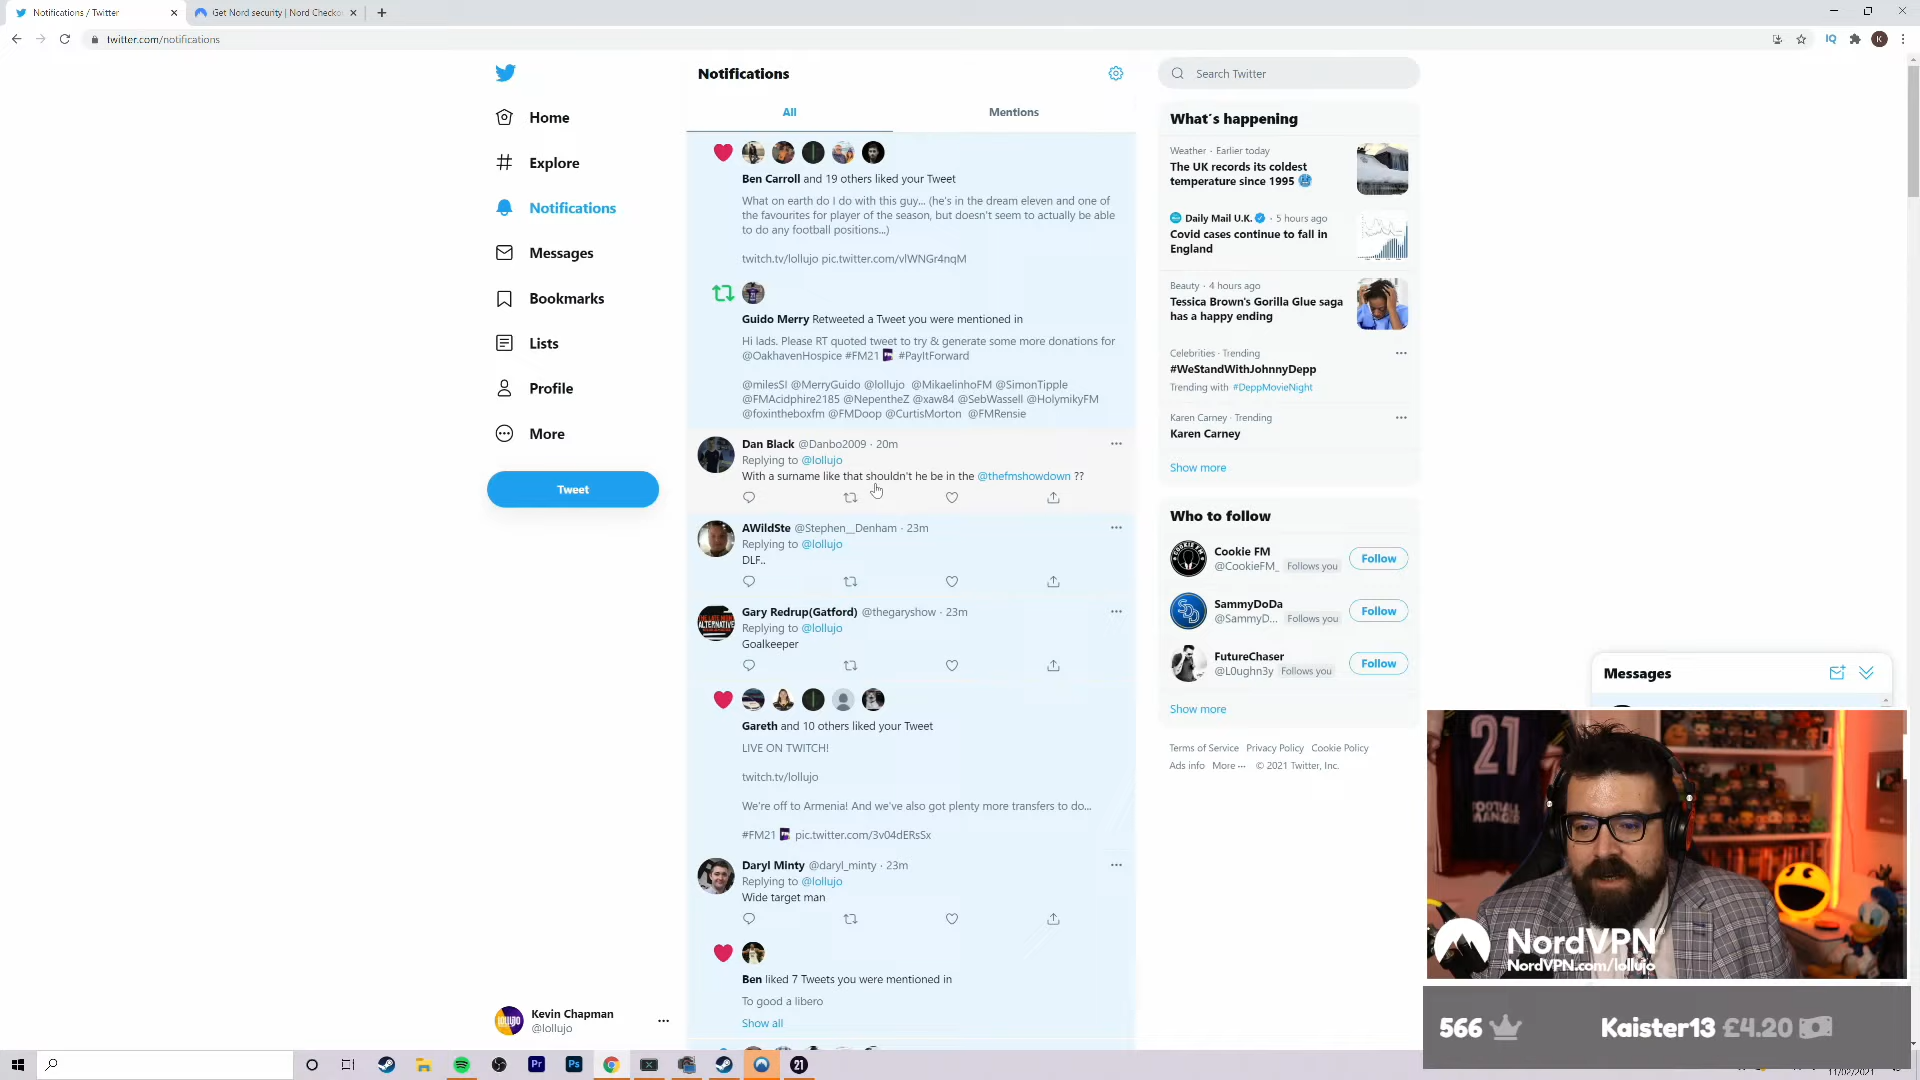 Notifications / Twitter
Get Nord security | Nord Checko
twitter.com/notifications
Home
Explore
Notifications
Messages
Bookmarks
Lists
Profile
More
Tweet
Kevin Chapman
@lollujo
Notifications
All
Mentions
Ben Carroll and 19 others liked your Tweet
What on earth do I do with this guy... (he's in the dream eleven and one of
the favourites for player of the season, but doesn't seem to actually be able
to do any football positions...)
twitch.tv/lollujo pic.twitter.com/vlWNGr4nqM
Guido Merry Retweeted a Tweet you were mentioned in
Hi lads. Please RT quoted tweet to try & generate some more donations for
@OakhavenHospice #FM21 #PayItForward
@milesSI @MerryGuido @lollujo @MikaelinhoFM @SimonTipple
@FMAcidphire2185 @NepentheZ @xaw84 @SebWassell @HolymikyFM
@foxintheboxfm @FMDoop @CurtisMorton @FMRensie
Dan Black @Danbo2009 · 20m
Replying to @lollujo
With a surname like that shouldn't he be in the @thefmshowdown ??
AWildSte @Stephen__Denham · 23m
Replying to @lollujo
DLF..
Gary Redrup(Gatford) @thegaryshow · 23m
Replying to @lollujo
Goalkeeper
Gareth and 10 others liked your Tweet
LIVE ON TWITCH!
twitch.tv/lollujo
We're off to Armenia! And we've also got plenty more transfers to do...
#FM21 pic.twitter.com/3v04dERsSx
Daryl Minty @daryl_minty · 23m
Replying to @lollujo
Wide target man
Ben liked 7 Tweets you were mentioned in
To good a libero
Show all
Search Twitter
What's happening
Weather · Earlier today
The UK records its coldest
temperature since 1995
Daily Mail U.K. · 5 hours ago
Covid cases continue to fall in
England
Beauty · 4 hours ago
Tessica Brown's Gorilla Glue saga
has a happy ending
Celebrities · Trending
#WeStandWithJohnnyDepp
Trending with #DeppMovieNight
Karen Carney · Trending
Karen Carney
Show more
Who to follow
Cookie FM
@CookieFM_ Follows you
Follow
SammyDoDa
@SammyD... Follows you
Follow
FutureChaser
@L0ughn3y Follows you
Follow
Show more
Terms of Service Privacy Policy Cookie Policy
Ads info More ··· © 2021 Twitter, Inc.
Messages
21
NordVPN
NordVPN.com/lollujo
566
Kaister13 £4.20
Pr
Ps
21
11/02/2021